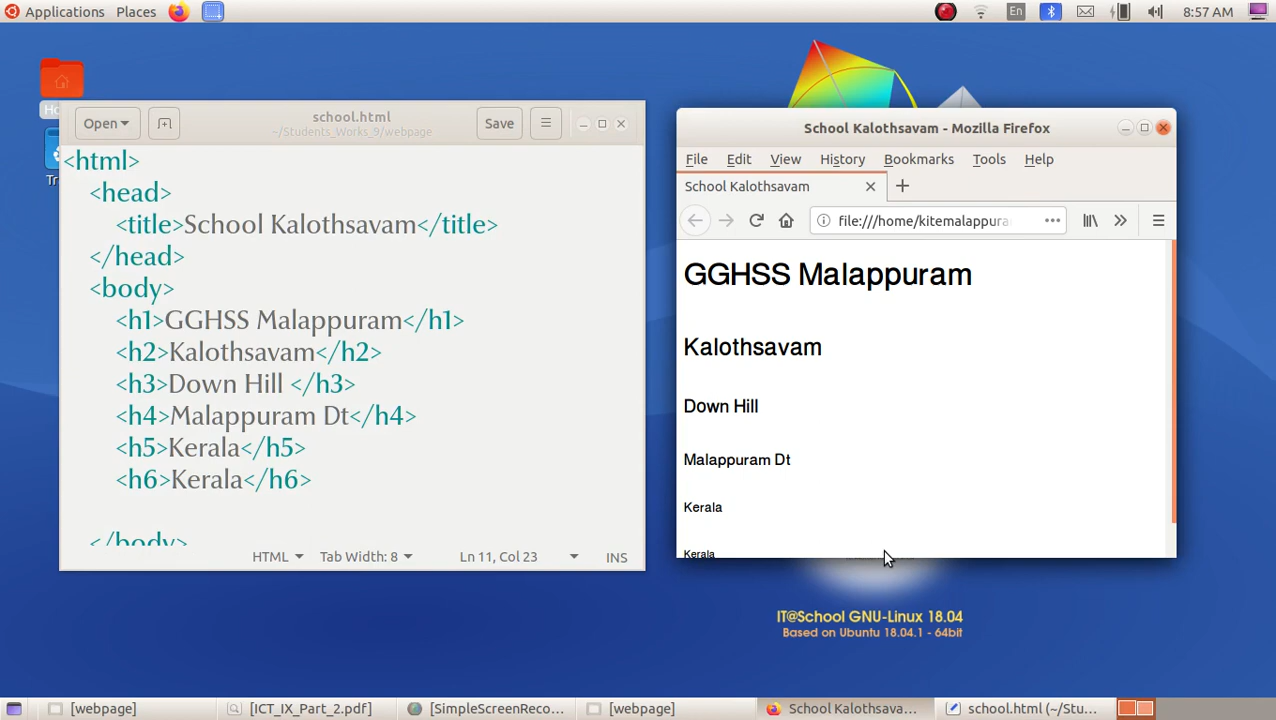 Applications Places
En
8:57 AM
school.html
Open
~/Students_Works_9/webpage
Save
<html>
<head>
<title>School Kalothsavam</title>
</head>
<body>
<h1>GGHSS Malappuram</h1>
<h2>Kalothsavam</h2>
<h3>Down Hill </h3>
<h4>Malappuram Dt</h4>
<h5>Kerala</h5>
<h6>Kerala</h6>
</body>
HTML Tab Width: 8 Ln 11, Col 23 INS
School Kalothsavam - Mozilla Firefox
File Edit View History Bookmarks Tools Help
School Kalothsavam
file:///home/kitemalappura
GGHSS Malappuram
Kalothsavam
Down Hill
Malappuram Dt
Kerala
Kerala
IT@School GNU-Linux 18.04
Based on Ubuntu 18.04.1 - 64bit
[webpage] [ICT_IX_Part_2.pdf] [SimpleScreenReco... [webpage] School Kalothsava... school.html (~/Stu...